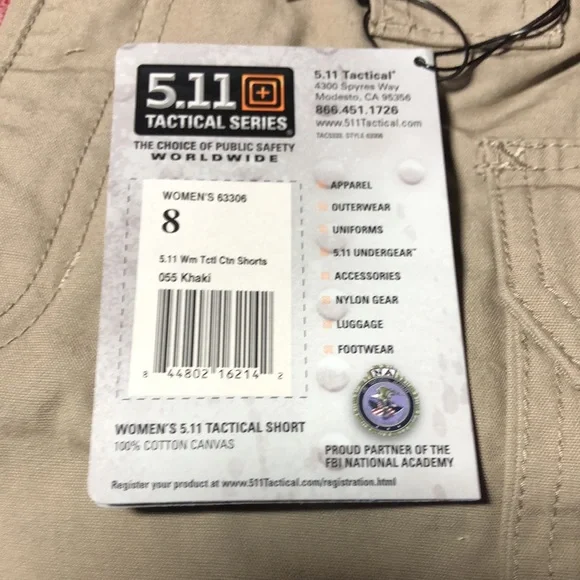 5.11
TACTICAL SERIES®
THE CHOICE OF PUBLIC SAFETY
WORLDWIDE
WOMEN'S 63306
8
5.11 Wm Tctl Ctn Shorts
055 Khaki
8 44802 16214 2
WOMEN'S 5.11 TACTICAL SHORT
100% COTTON CANVAS
5.11 Tactical®
4300 Spyres Way
Modesto, CA 95356
866.451.1726
www.511Tactical.com
APPAREL
OUTERWEAR
UNIFORMS
5.11 UNDERGEAR™
ACCESSORIES
NYLON GEAR
LUGGAGE
FOOTWEAR
NA
PROUD PARTNER OF THE
FBI NATIONAL ACADEMY
Register your product at www.511Tactical.com/registration.html